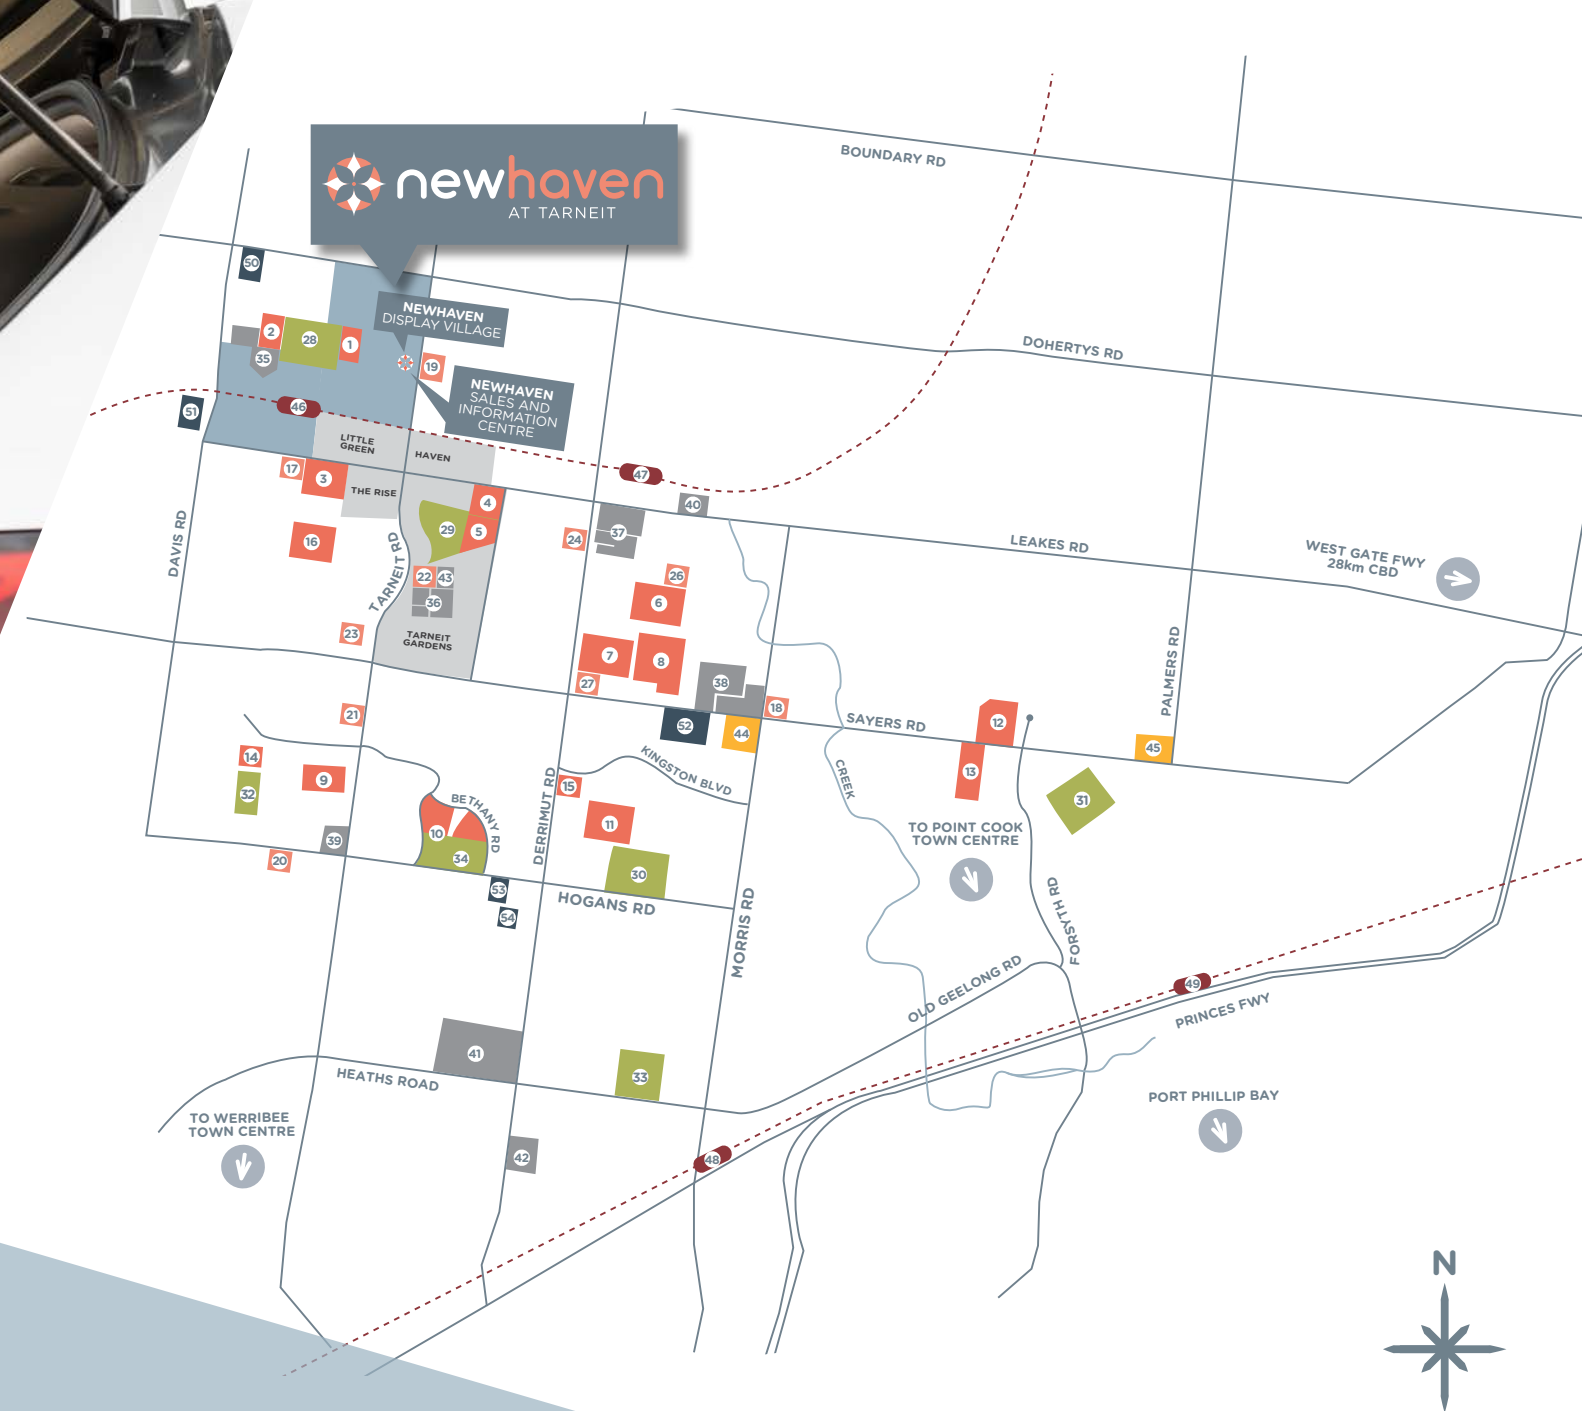 newhaven
AT TARNEIT
BOUNDARY RD
50
NEWHAVEN
DISPLAY VILLAGE
2
28
1
35
19
DOHERTYS RD
NEWHAVEN
SALES AND
INFORMATION
CENTRE
51
46
LITTLE
GREEN
HAVEN
17
3
THE RISE
47
4
29
5
40
37
24
16
DAVIS RD
TARNEIT RD
LEAKES RD
WEST GATE FWY
28km CBD
22
43
36
26
6
23
TARNEIT
GARDENS
7
8
27
38
18
PALMERS RD
21
52
44
SAYERS RD
12
45
14
9
32
KINGSTON BLVD
CREEK
13
31
15
BETHANY RD
DERRIMUT RD
10
11
TO POINT COOK
TOWN CENTRE
39
20
34
30
53
54
HOGANS RD
MORRIS RD
FORSYTH RD
OLD GEELONG RD
49
PRINCES FWY
41
33
HEATHS ROAD
TO WERRIBEE
TOWN CENTRE
PORT PHILLIP BAY
42
48
N